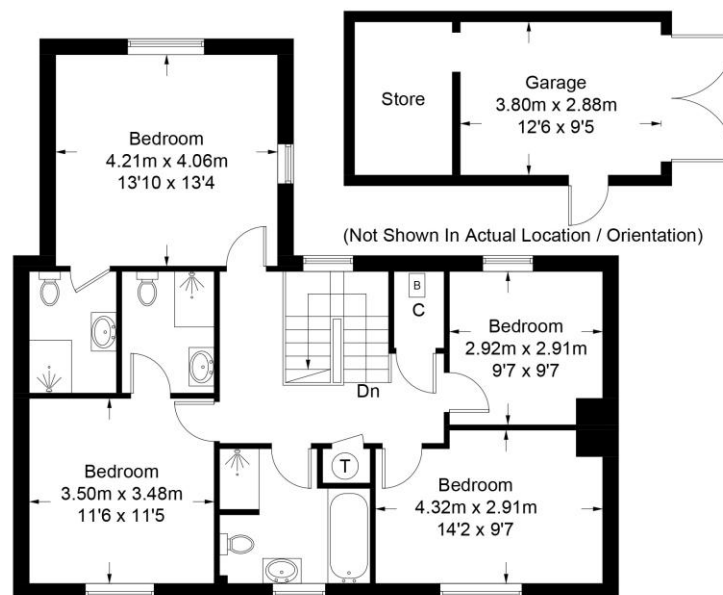 Bedroom
4.21m x 4.06m
13'10 x 13'4
Store
Garage
3.80m x 2.88m
12'6 x 9'5
(Not Shown In Actual Location / Orientation)
B
C
Bedroom
2.92m x 2.91m
9'7 x 9'7
Dn
T
Bedroom
3.50m x 3.48m
11'6 x 11'5
Bedroom
4.32m x 2.91m
14'2 x 9'7